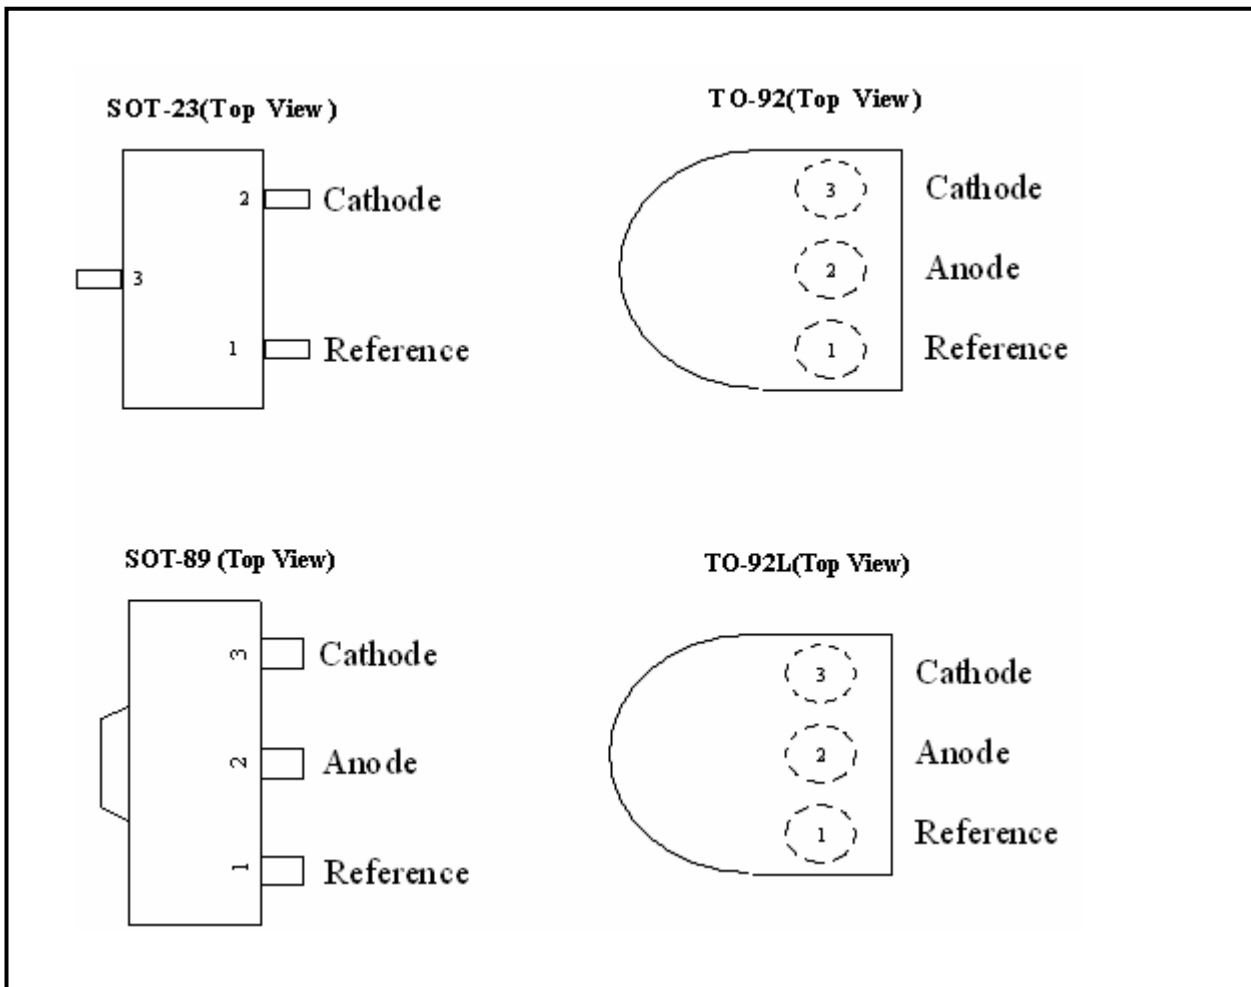 SOT-23(Top View)
2 Cathode
3
1 Reference
TO-92(Top View)
3 Cathode
2 Anode
1 Reference
SOT-89 (Top View)
3 Cathode
2 Anode
1 Reference
TO-92L(Top View)
3 Cathode
2 Anode
1 Reference